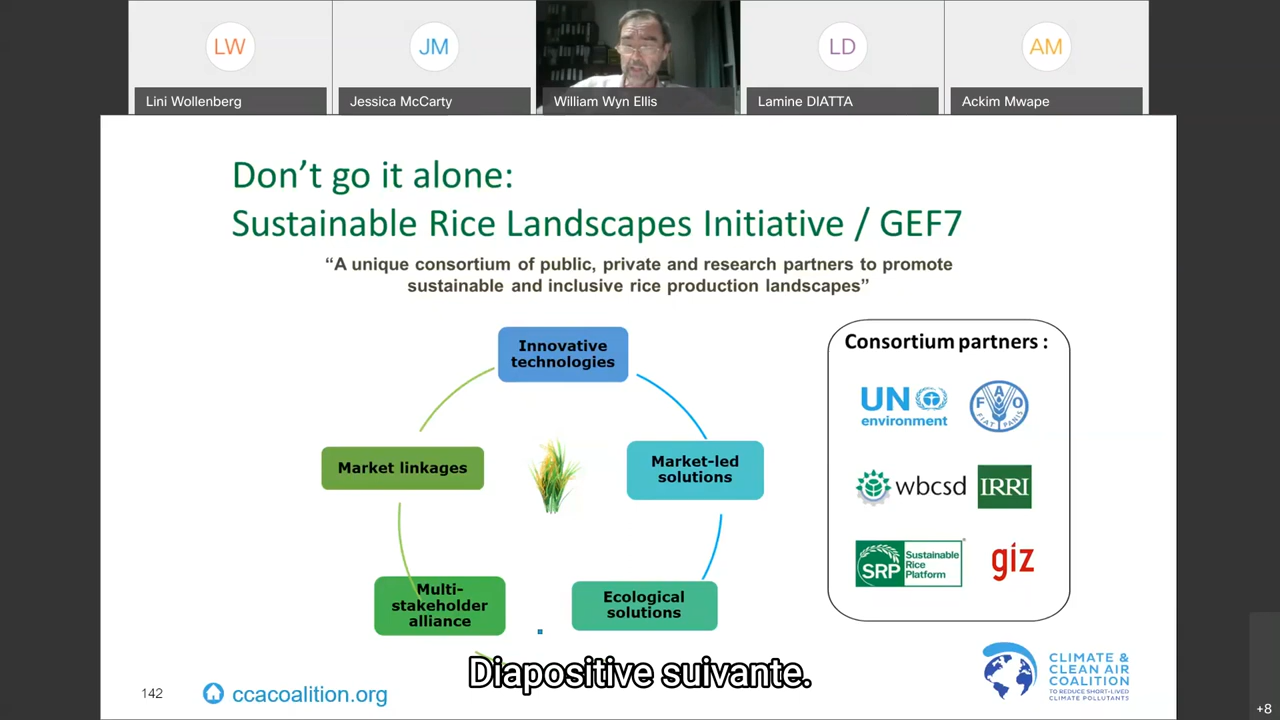 LW
JM
LD
AM
Lini Wollenberg
Jessica McCarty
William Wyn Ellis
Lamine DIATTA
Ackim Mwape
Don't go it alone:
Sustainable Rice Landscapes Initiative / GEF7
“A unique consortium of public, private and research partners to promote
sustainable and inclusive rice production landscapes”
Innovative
technologies
Market linkages
Market-led
solutions
Multi-
stakeholder
alliance
Ecological
solutions
Consortium partners :
UN
environment
FAO
FIAT PANIS
wbcsd
IRRI
SRP
Sustainable
Rice
Platform
giz
Diapositive suivante.
142
ccacoalition.org
CLIMATE &
CLEAN AIR
COALITION
TO REDUCE SHORT-LIVED
CLIMATE POLLUTANTS
+8